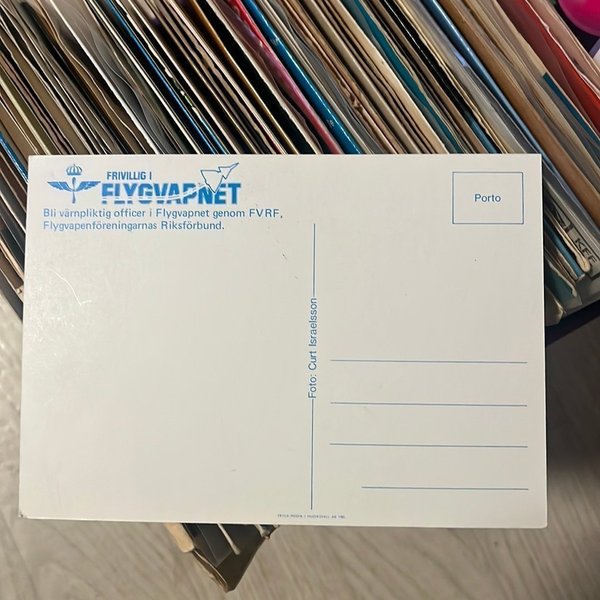 FRIVILLIG I
FLYGVAPNET
Bli värnpliktig officer i Flygvapnet genom FVRF,
Flygvapenföreningarnas Riksförbund.
Porto
Foto: Curt Israelsson